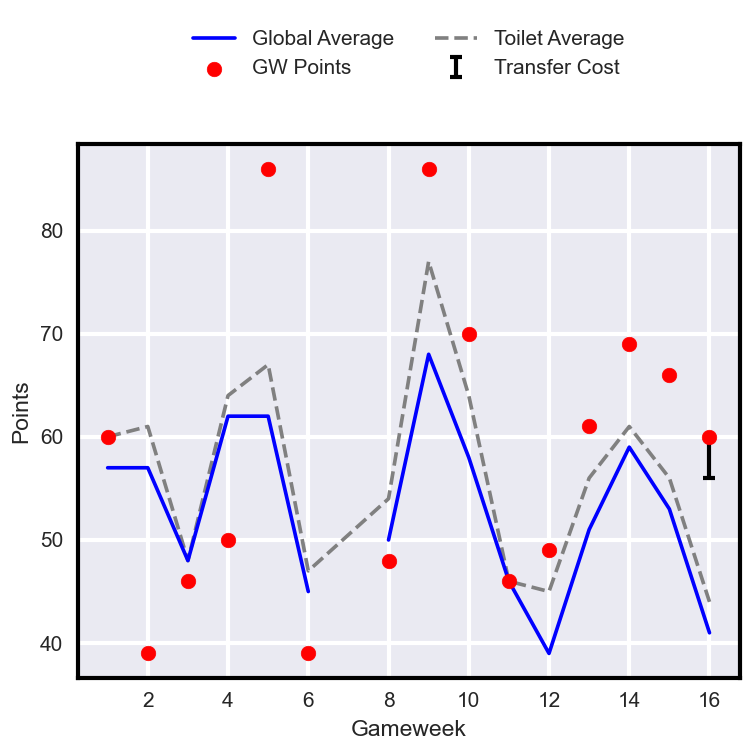 Global Average
GW Points
Toilet Average
Transfer Cost
Points
80
70
60
50
40
2 4 6 8 10 12 14 16
Gameweek